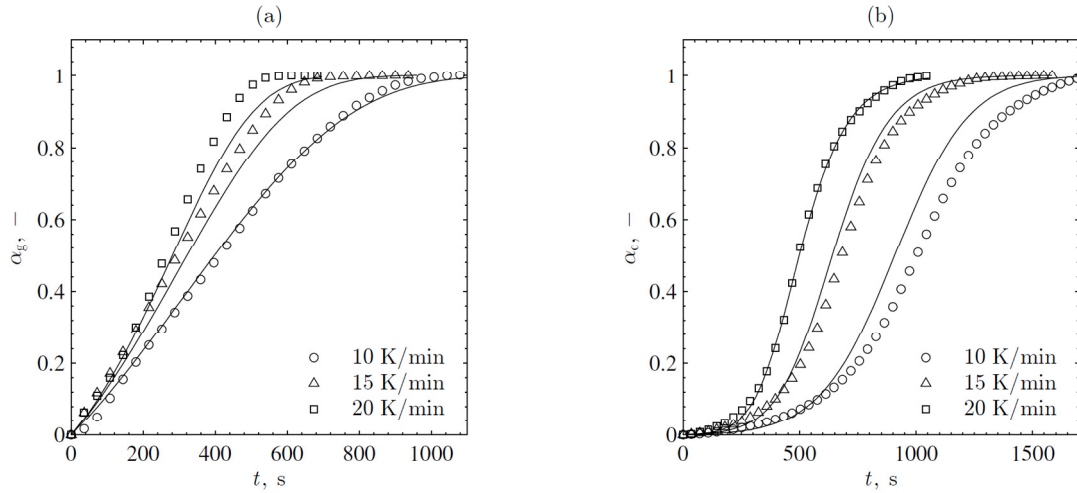 (a)
1
0.8
0.6
0.4
0.2
0
α_g, −
0 200 400 600 800 1000
t, s
10 K/min
15 K/min
20 K/min
(b)
1
0.8
0.6
0.4
0.2
0
α_c, −
0 500 1000 1500
t, s
10 K/min
15 K/min
20 K/min